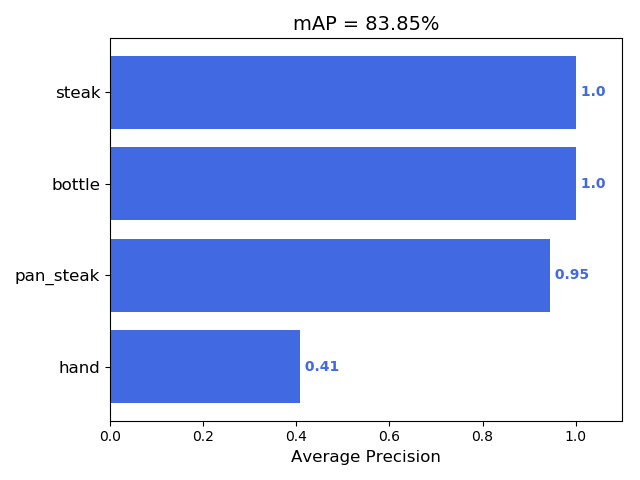 mAP = 83.85%
steak 1.0
bottle 1.0
pan_steak 0.95
hand 0.41
0.0 0.2 0.4 0.6 0.8 1.0
Average Precision